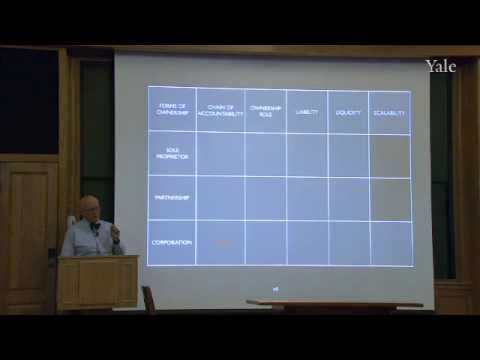 Yale
FORMS OF
OWNERSHIP
CHAIN OF
ACCOUNTABILITY
OWNERSHIP
ROLE
LIABILITY
LIQUIDITY
SCALABILITY
SOLE
PROPRIETOR
PARTNERSHIP
CORPORATION